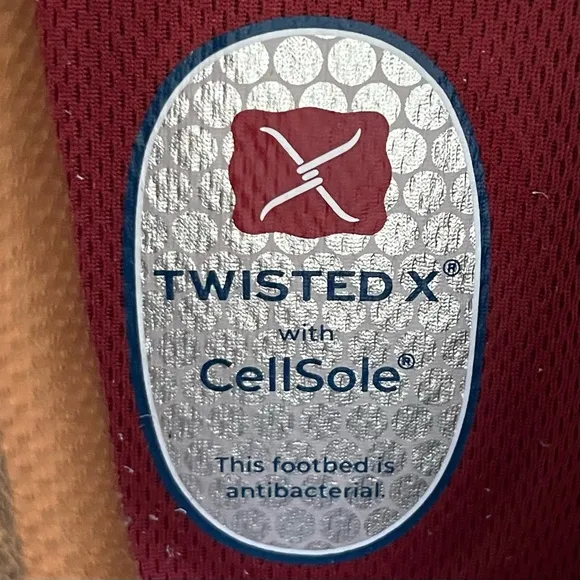 TWISTED X®
with
CellSole®
This footbed is
antibacterial.